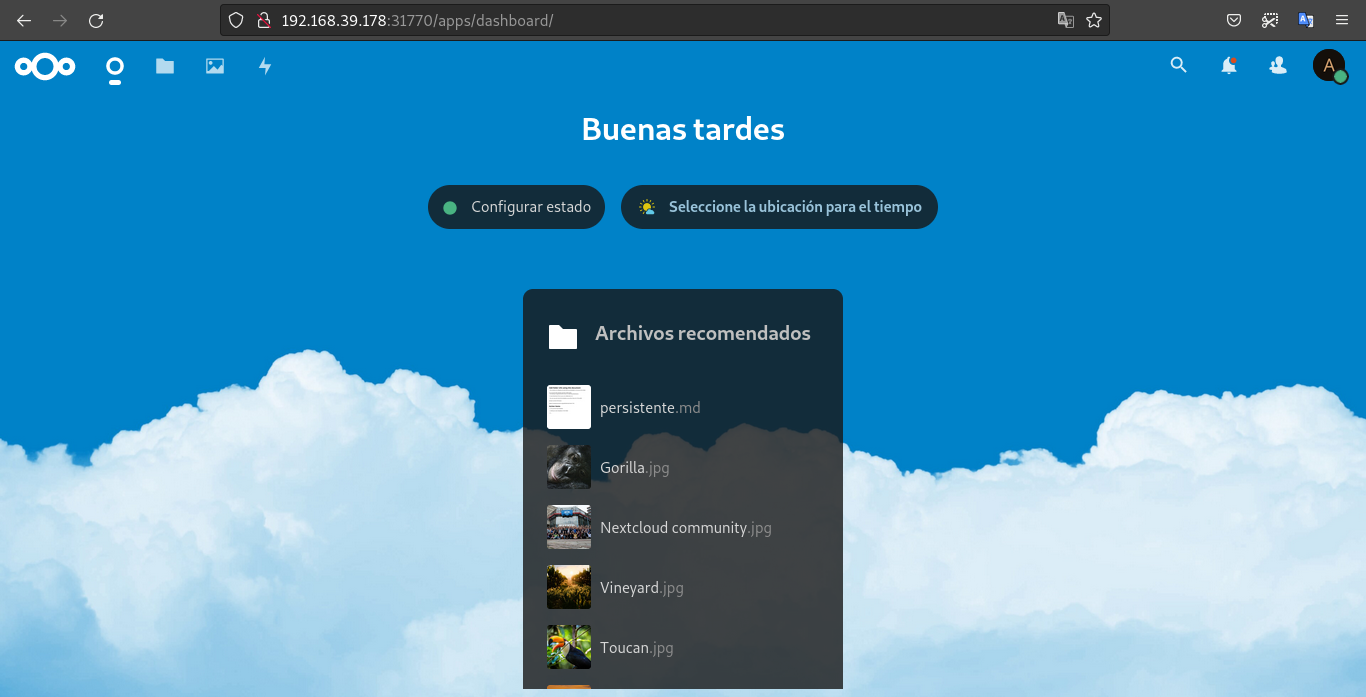 192.168.39.178:31770/apps/dashboard/
A
Buenas tardes
Configurar estado
Seleccione la ubicación para el tiempo
Archivos recomendados
persistente.md
Gorilla.jpg
Nextcloud community.jpg
Vineyard.jpg
Toucan.jpg